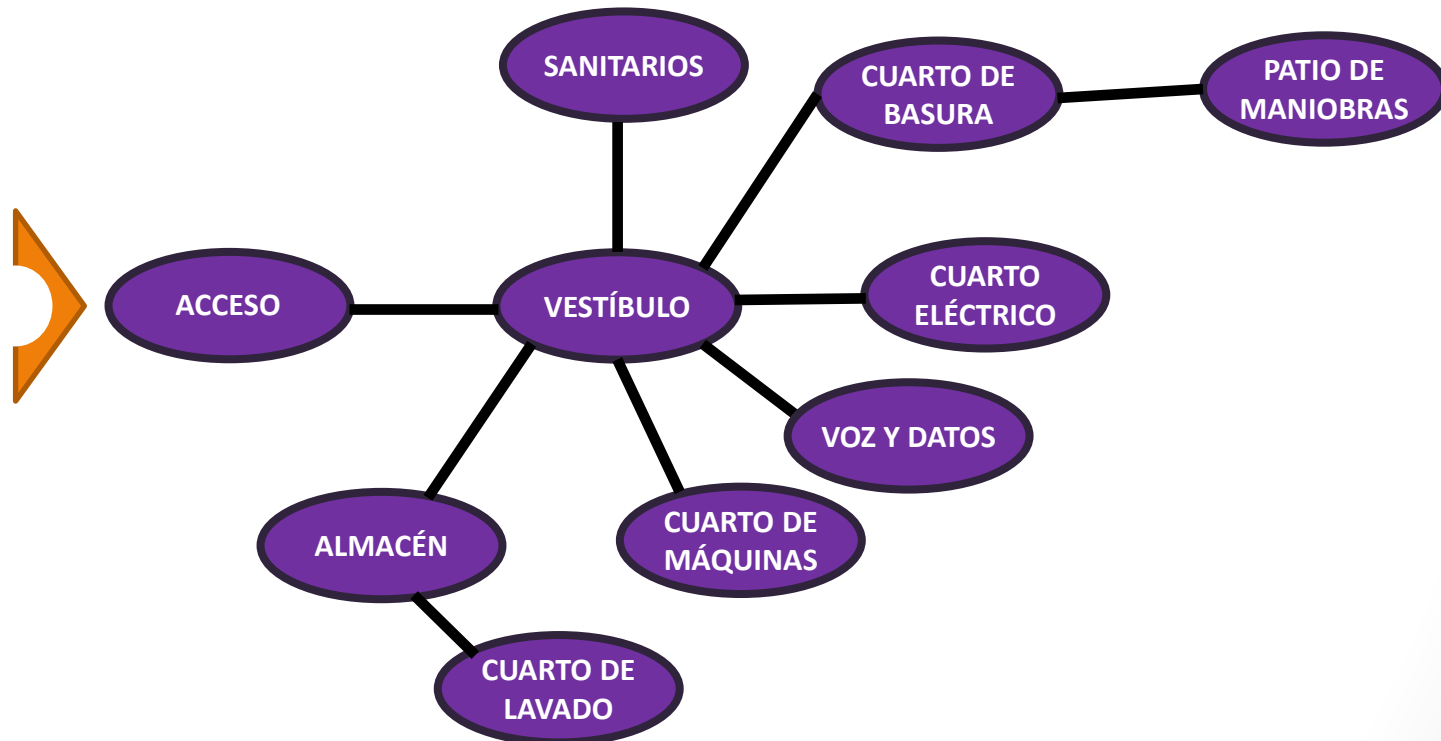 SANITARIOS
CUARTO DE
BASURA
PATIO DE
MANIOBRAS
ACCESO
VESTÍBULO
CUARTO
ELÉCTRICO
VOZ Y DATOS
ALMACÉN
CUARTO DE
MÁQUINAS
CUARTO DE
LAVADO